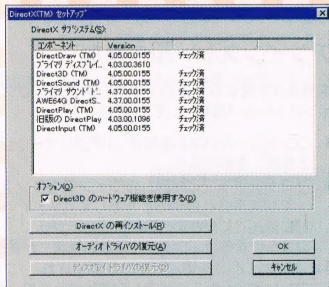 DirectX(TM) セットアップ
DirectX サブシステム(S):
コンポーネント Version
DirectDraw (TM) 4.05.00.0155 チェック済
プライマリ ディスプレイ... 4.03.00.3610
Direct3D (TM) 4.05.00.0155 チェック済
DirectSound (TM) 4.05.00.0155 チェック済
プライマリ サウンド ド... 4.37.00.0155 チェック済
AWE64G DirectS... 4.37.00.0155 チェック済
DirectPlay (TM) 4.05.00.0155 チェック済
旧版の DirectPlay 4.03.00.1096 チェック済
DirectInput (TM) 4.05.00.0155 チェック済
オプション(O)
Direct3D のハードウェア機能を使用する(D)
DirectX の再インストール(R)
オーディオ ドライバの復元(A) OK
ディスプレイ ドライバの復元(D) キャンセル